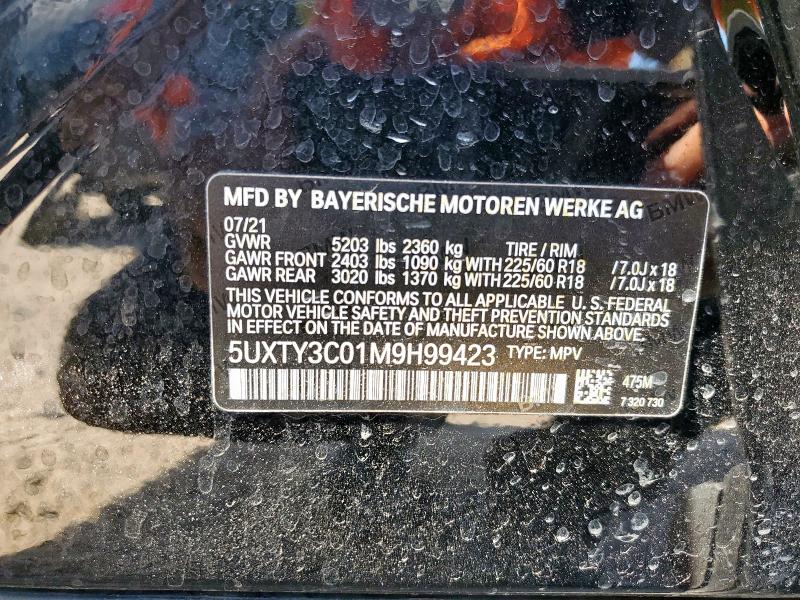 MFD BY BAYERISCHE MOTOREN WERKE AG
07/21
GVWR 5203 lbs 2360 kg TIRE / RIM
GAWR FRONT 2403 lbs 1090 kg WITH 225/60 R18 /7.0J x 18
GAWR REAR 3020 lbs 1370 kg WITH 225/60 R18 /7.0J x 18
THIS VEHICLE CONFORMS TO ALL APPLICABLE U.S. FEDERAL
MOTOR VEHICLE SAFETY AND THEFT PREVENTION STANDARDS
IN EFFECT ON THE DATE OF MANUFACTURE SHOWN ABOVE.
5UXTY3C01M9H99423 TYPE: MPV
475M
7 320 730